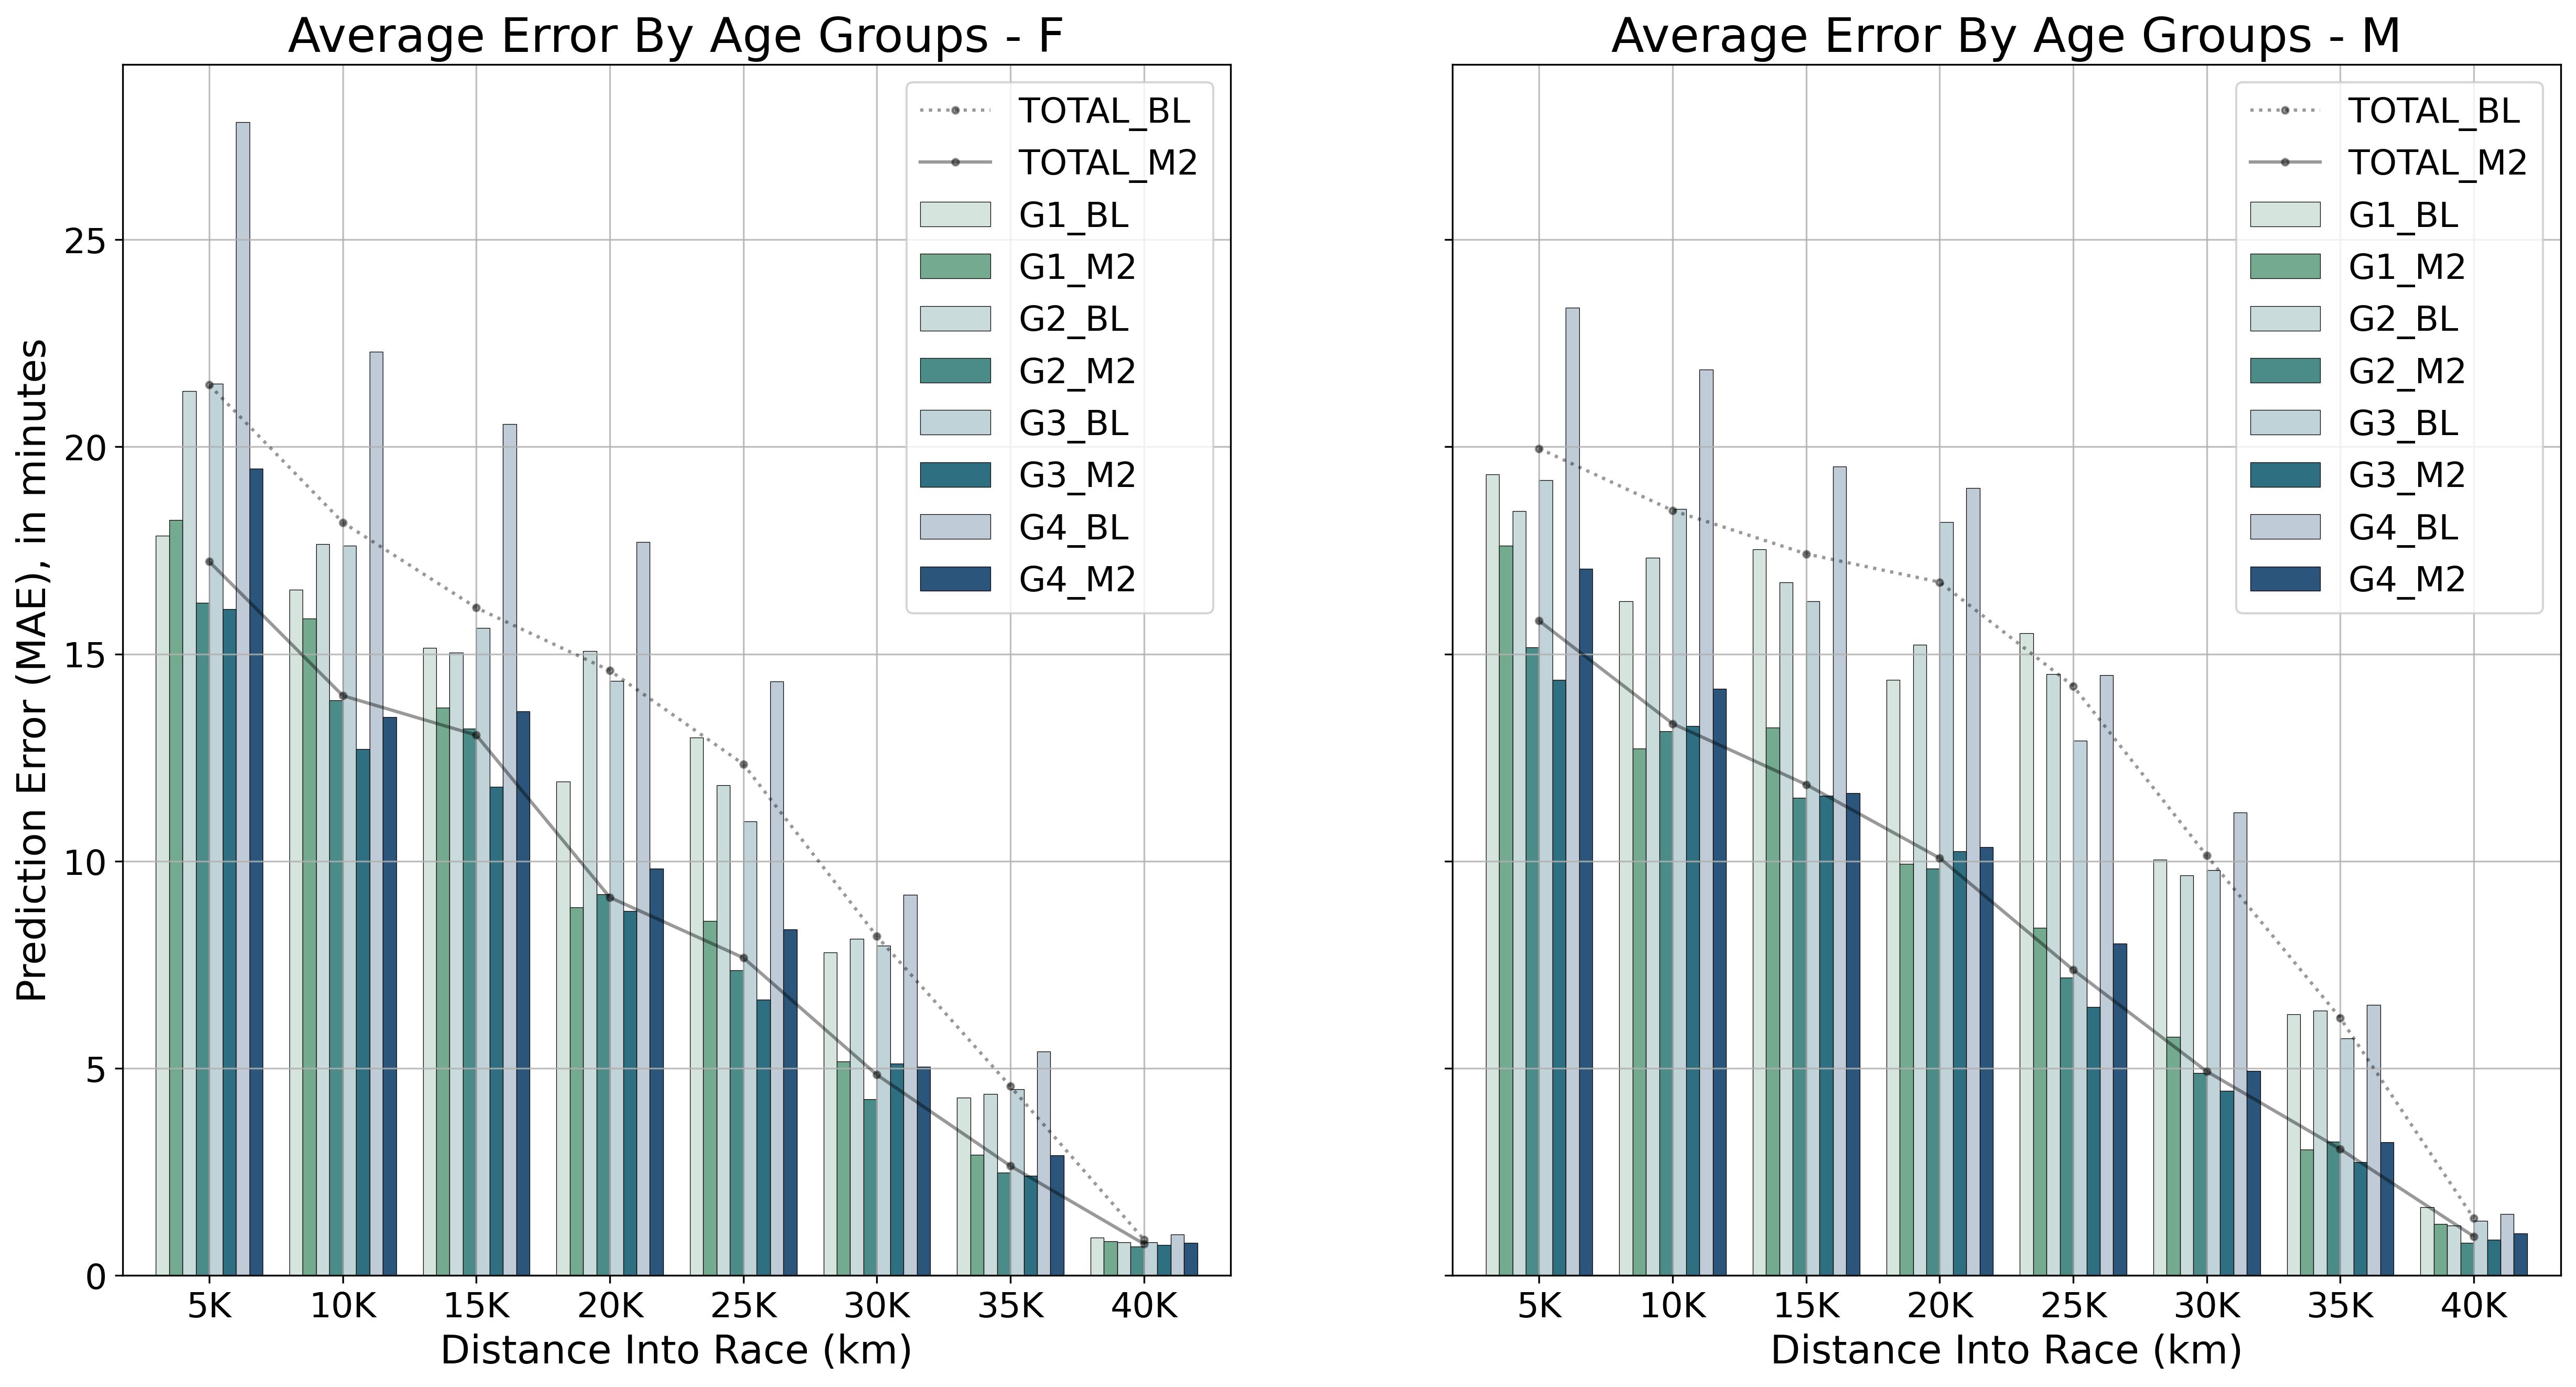 Average Error By Age Groups - F
Prediction Error (MAE), in minutes
25
20
15
10
5
0
TOTAL_BL
TOTAL_M2
G1_BL
G1_M2
G2_BL
G2_M2
G3_BL
G3_M2
G4_BL
G4_M2
5K 10K 15K 20K 25K 30K 35K 40K
Distance Into Race (km)
Average Error By Age Groups - M
TOTAL_BL
TOTAL_M2
G1_BL
G1_M2
G2_BL
G2_M2
G3_BL
G3_M2
G4_BL
G4_M2
5K 10K 15K 20K 25K 30K 35K 40K
Distance Into Race (km)